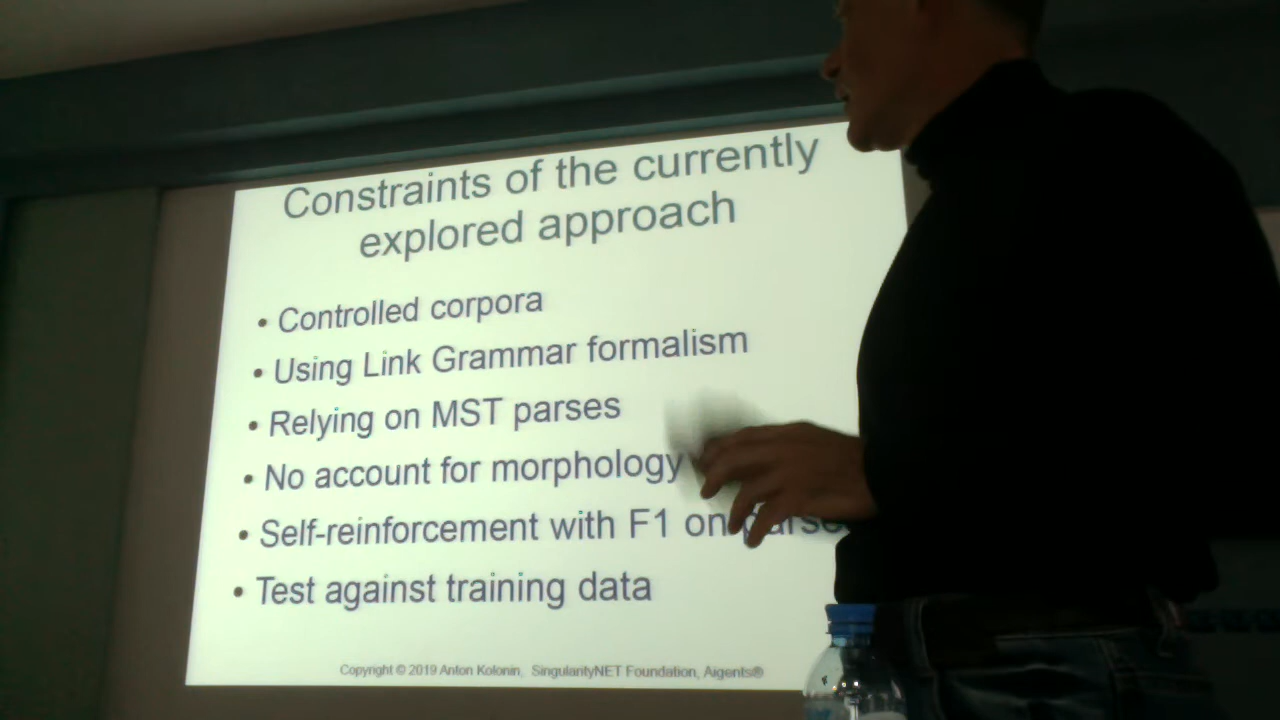 Constraints of the currently
explored approach
• Controlled corpora
• Using Link Grammar formalism
• Relying on MST parses
• No account for morphology
• Self-reinforcement with F1 on
• Test against training data
Copyright © 2019 Anton Kolonin, SingularityNET Foundation, Aigents®